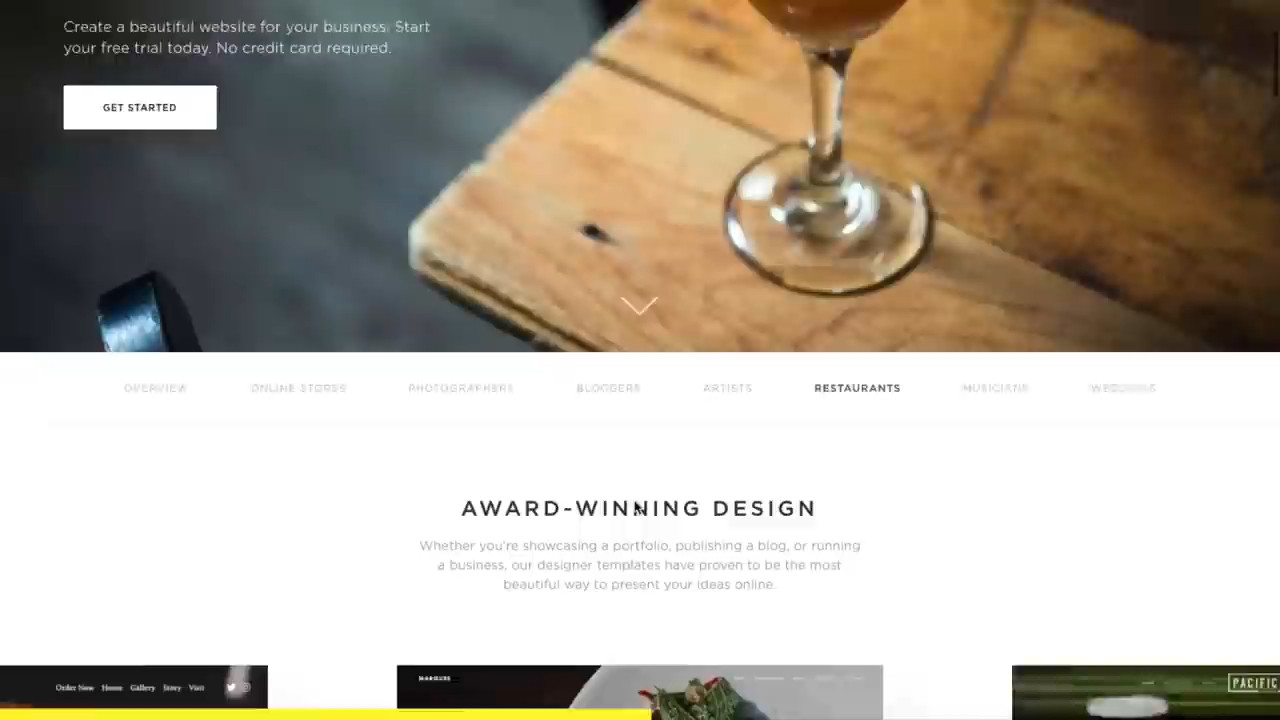 Create a beautiful website for your business. Start
your free trial today. No credit card required.
GET STARTED
OVERVIEW ONLINE STORES PHOTOGRAPHERS BLOGGERS ARTISTS RESTAURANTS MUSICIANS WEDDINGS
AWARD-WINNING DESIGN
Whether you're showcasing a portfolio, publishing a blog, or running
a business, our designer templates have proven to be the most
beautiful way to present your ideas online.
Order Now Home Gallery Story Visit
PACIFIC